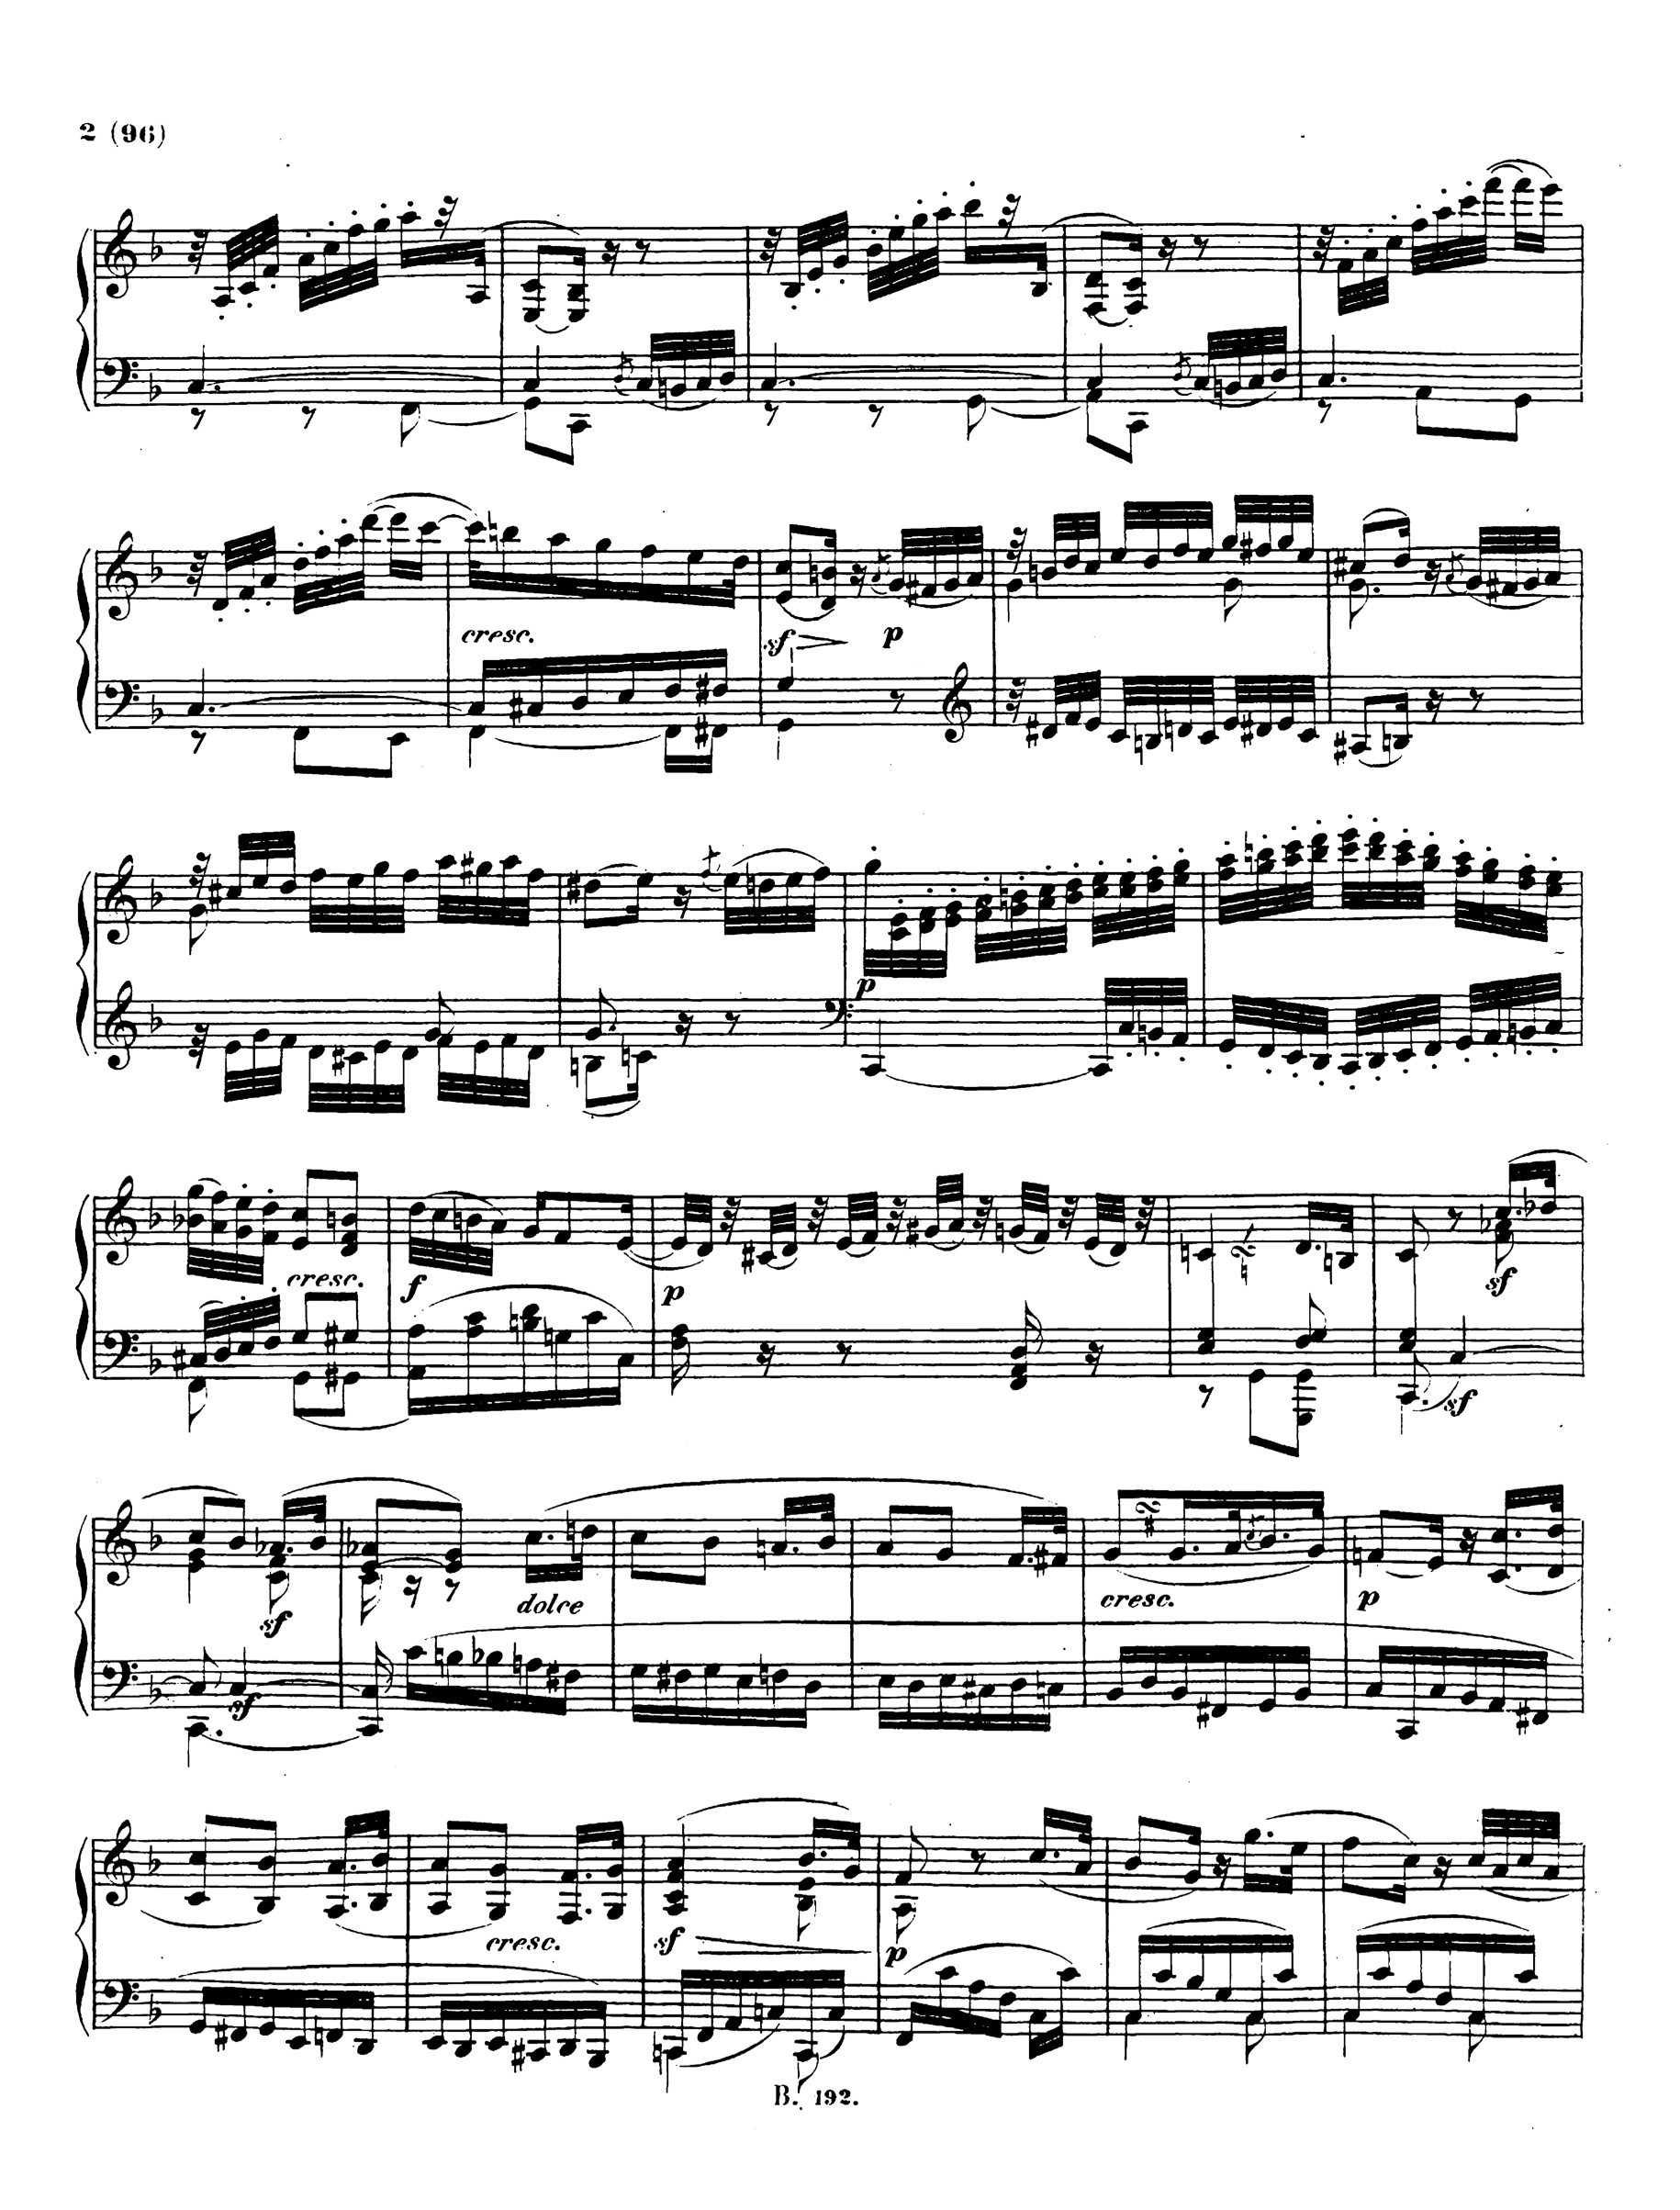 2 (96)
cresc.
sf p
p
cresc. f p sf
sf
sf dolce cresc. p
sf
cresc. sf p
B. 192.